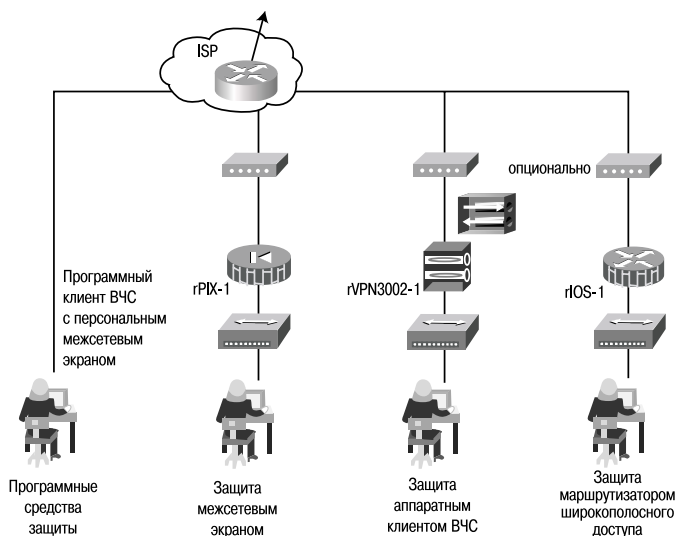 ISP
опционально
Программный
клиент ВЧС
с персональным
межсетевым
экраном
rPIX-1
rVPN3002-1
rIOS-1
Программные
средства
защиты
Защита
межсетевым
экраном
Защита
аппаратным
клиентом ВЧС
Защита
маршрутизатором
широкополосного
доступа